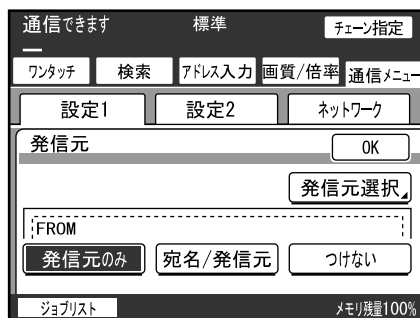 通信できます 標準 チェーン指定
ワンタッチ 検索 アドレス入力 画質/倍率 通信メニュー
設定1 設定2 ネットワーク
発信元 OK
発信元選択
FROM
発信元のみ 宛名/発信元 つけない
ジョブリスト メモリ残量100%